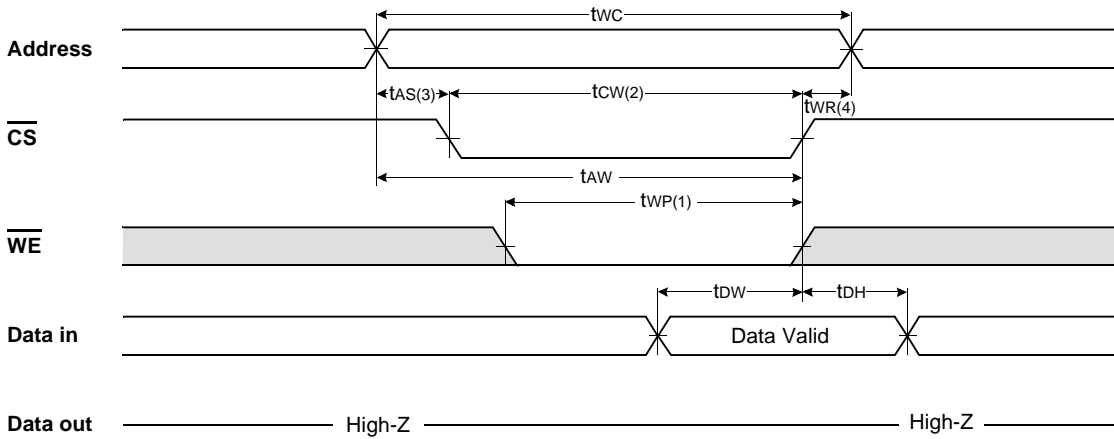 tWC
Address
tAS(3) tCW(2) tWR(4)
CS
tAW
tWP(1)
WE
tDW tDH
Data in Data Valid
Data out High-Z High-Z